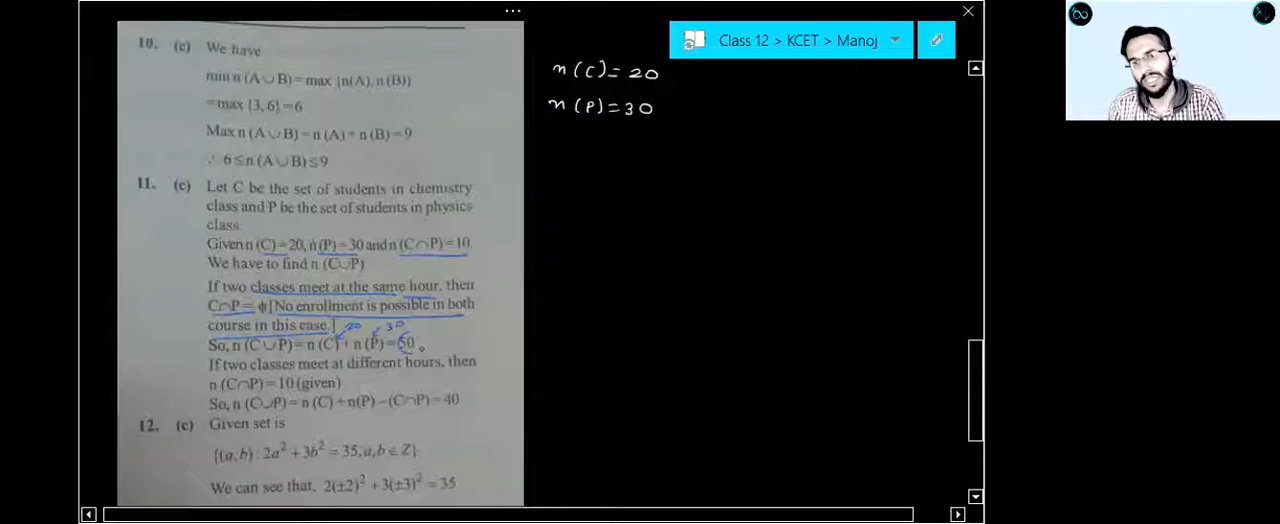 Class 12 > KCET > Manoj
n(C)=20
n(P)=30
10. (c) We have
min n (A∪B)=max {n(A), n(B)}
=max {3, 6}=6
Max n (A∪B)=n(A)+n(B)=9
∴ 6≤n(A∪B)≤9
11. (c) Let C be the set of students in chemistry
class and P be the set of students in physics
class.
Given n (C)=20, n(P)=30 and n(C∩P)=10.
We have to find n (C∪P)
If two classes meet at the same hour, then
C∩P=ϕ[No enrollment is possible in both
course in this case.]
20 30
So, n(C∪P)=n(C)+n(P)=50
If two classes meet at different hours, then
n(C∩P)=10 (given)
So, n(C∪P)=n(C)+n(P)−(C∩P)=40
12. (c) Given set is
{(a,b) : 2a²+3b²=35, a,b∈Z}
We can see that, 2(±2)²+3(±3)²=35